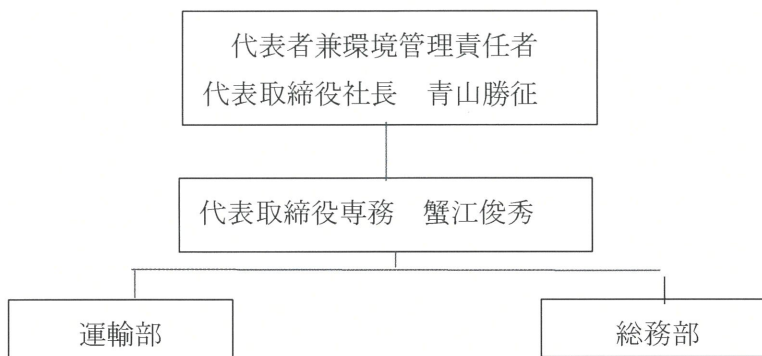 代表者兼環境管理責任者
代表取締役社長　青山勝征
代表取締役専務　蟹江俊秀
運輸部
総務部